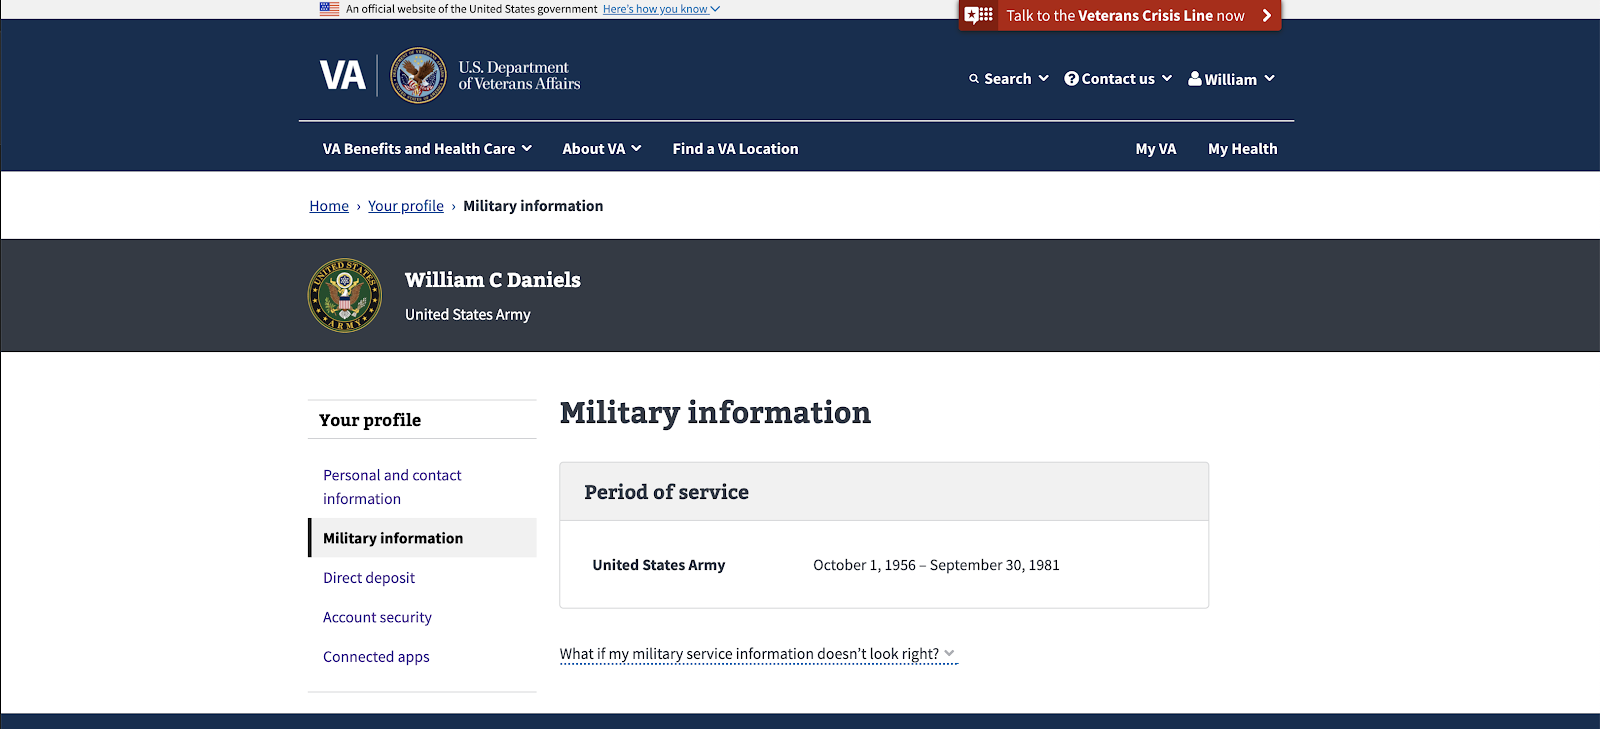 An official website of the United States government Here's how you know
Talk to the Veterans Crisis Line now
VA
U.S. Department
of Veterans Affairs
Search
Contact us
William
VA Benefits and Health Care
About VA
Find a VA Location
My VA
My Health
Home › Your profile › Military information
UNITED STATES
ARMY
William C Daniels
United States Army
Your profile
Personal and contact
information
Military information
Direct deposit
Account security
Connected apps
Military information
Period of service
United States Army October 1, 1956 – September 30, 1981
What if my military service information doesn’t look right?